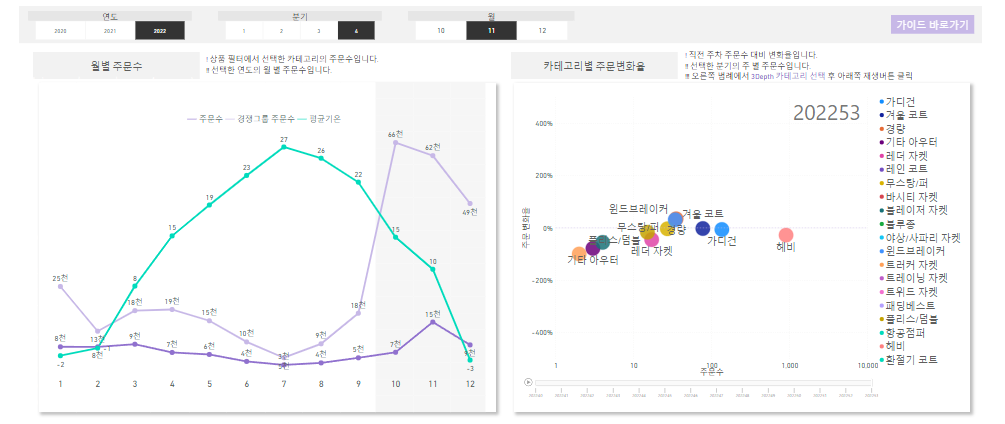 연도
분기
월
2020 2021 2022
1 2 3 4
10 11 12
가이드 바로가기
월별 주문수
! 상품 필터에서 선택한 카테고리의 주문수입니다.
!! 선택한 연도의 월 별 주문수입니다.
카테고리별 주문변화율
! 직전 주차 주문수 대비 변화율입니다.
!! 선택한 분기의 주 별 주문수입니다.
!!! 오른쪽 범례에서 3Depth 카테고리 선택 후 아래쪽 재생버튼 클릭
주문수 경쟁그룹 주문수 평균기온
27
26
23
22
19
15
8
-2
-1
15
10
-3
66천
62천
49천
25천
13천
18천
19천
15천
10천
3천
9천
18천
8천
8천
9천
7천
6천
4천
5천
4천
5천
7천
15천
9천
1 2 3 4 5 6 7 8 9 10 11 12
202253
주문 변화율
400%
200%
0%
-200%
-400%
윈드브레이커
겨울 코트
무스탕/퍼
경량
플리스/덤블
레더 자켓
가디건
헤비
기타 아우터
1 10 100 1,000 10,000
주문수
가디건
겨울 코트
경량
기타 아우터
레더 자켓
레인 코트
무스탕/퍼
바시티 자켓
블레이저 자켓
블루종
야상/사파리 자켓
윈드브레이커
트러커 자켓
트레이닝 자켓
트위드 자켓
패딩베스트
플리스/덤블
항공점퍼
헤비
환절기 코트